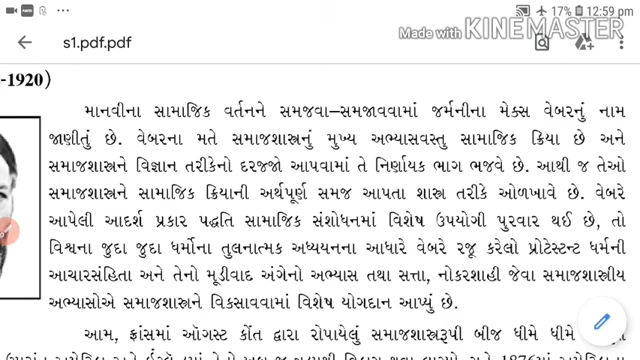 17% 12:59 pm
Made with KINEMASTER
s1.pdf.pdf
-1920)
માનવીના સામાજિક વર્તનને સમજવા–સમજાવવામાં જર્મનીના મેક્સ વેબરનું નામ
જાણીતું છે. વેબરના મતે સમાજશાસ્ત્રનું મુખ્ય અભ્યાસવસ્તુ સામાજિક ક્રિયા છે અને
સમાજશાસ્ત્રને વિજ્ઞાન તરીકેનો દરજ્જો આપવામાં તે નિર્ણાયક ભાગ ભજવે છે. આથી જ તેઓ
સમાજશાસ્ત્રને સામાજિક ક્રિયાની અર્થપૂર્ણ સમજ આપતા શાસ્ત્ર તરીકે ઓળખાવે છે. વેબરે
આપેલી આદર્શ પ્રકાર પદ્ધતિ સામાજિક સંશોધનમાં વિશેષ ઉપયોગી પુરવાર થઈ છે, તો
વિશ્વના જુદા જુદા ધર્મોના તુલનાત્મક અધ્યયનના આધારે વેબરે રજૂ કરેલો પ્રોટેસ્ટન્ટ ધર્મની
આચારસંહિતા અને તેનો મૂડીવાદ અંગેનો અભ્યાસ તથા સત્તા, નોકરશાહી જેવા સમાજશાસ્ત્રીય
અભ્યાસોએ સમાજશાસ્ત્રને વિકસાવવામાં વિશેષ યોગદાન આપ્યું છે.
આમ, ફ્રાંસમાં ઑગસ્ટ કોંત દ્વારા રોપાયેલું સમાજશાસ્ત્રરૂપી બીજ ધીમે ધીમે